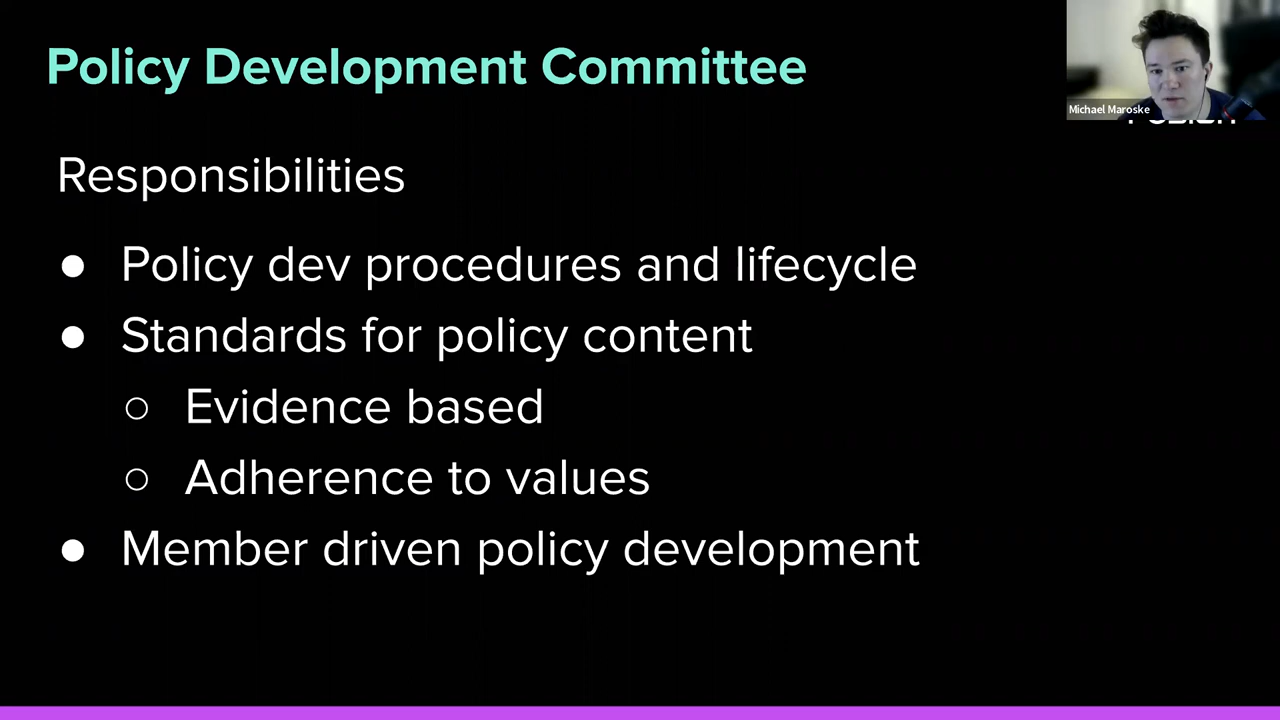 Policy Development Committee
Michael Maroske
Responsibilities
● Policy dev procedures and lifecycle
● Standards for policy content
○ Evidence based
○ Adherence to values
● Member driven policy development